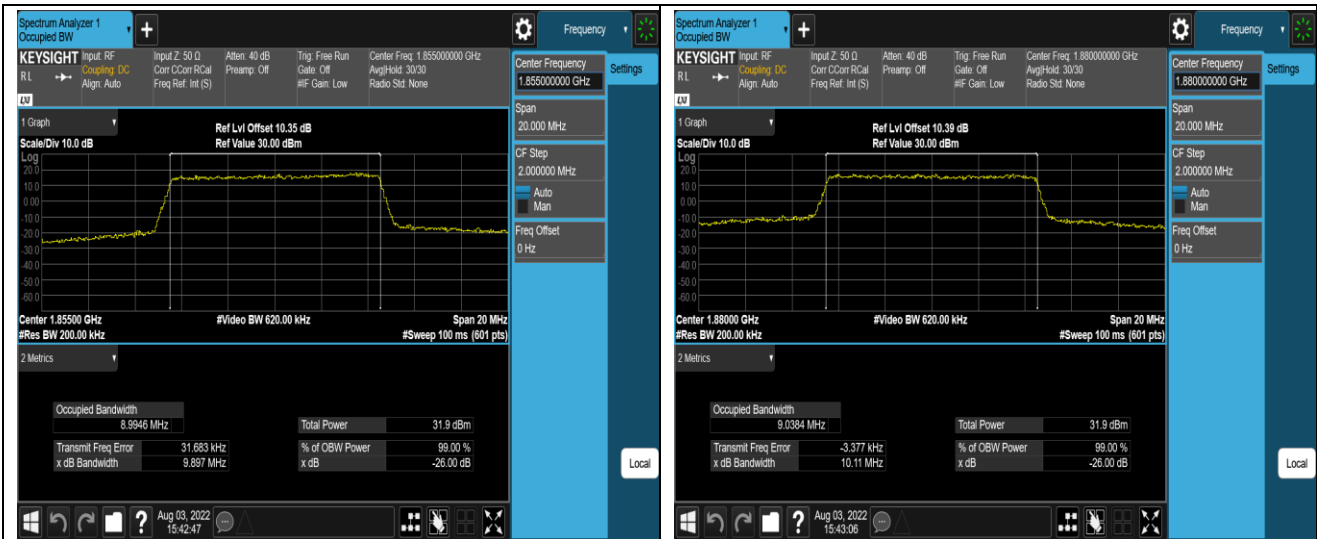 Spectrum Analyzer 1
Occupied BW
+
Frequency
KEYSIGHT Input: RF Input Z: 50 Ω Atten: 40 dB Trig: Free Run Center Freq: 1.855000000 GHz
R L Coupling: DC Corr CCorr RCal Preamp: Off Gate: Off Avg|Hold: 30/30
Align: Auto Freq Ref: Int (S) #IF Gain: Low Radio Std: None
LXI
Center Frequency
1.855000000 GHz
Settings
Span
20.000 MHz
CF Step
2.000000 MHz
Auto
Man
Freq Offset
0 Hz
Local
1 Graph
Ref Lvl Offset 10.35 dB
Scale/Div 10.0 dB Ref Value 30.00 dBm
Log
20.0
10.0
0.00
-10.0
-20.0
-30.0
-40.0
-50.0
-60.0
Center 1.85500 GHz #Video BW 620.00 kHz Span 20 MHz
#Res BW 200.00 kHz #Sweep 100 ms (601 pts)
2 Metrics
Occupied Bandwidth
8.9946 MHz Total Power 31.9 dBm
Transmit Freq Error 31.683 kHz % of OBW Power 99.00 %
x dB Bandwidth 9.897 MHz x dB -26.00 dB
? Aug 03, 2022
15:42:47
Spectrum Analyzer 1
Occupied BW
+
Frequency
KEYSIGHT Input: RF Input Z: 50 Ω Atten: 40 dB Trig: Free Run Center Freq: 1.880000000 GHz
R L Coupling: DC Corr CCorr RCal Preamp: Off Gate: Off Avg|Hold: 30/30
Align: Auto Freq Ref: Int (S) #IF Gain: Low Radio Std: None
LXI
Center Frequency
1.880000000 GHz
Settings
Span
20.000 MHz
CF Step
2.000000 MHz
Auto
Man
Freq Offset
0 Hz
Local
1 Graph
Ref Lvl Offset 10.39 dB
Scale/Div 10.0 dB Ref Value 30.00 dBm
Log
20.0
10.0
0.00
-10.0
-20.0
-30.0
-40.0
-50.0
-60.0
Center 1.88000 GHz #Video BW 620.00 kHz Span 20 MHz
#Res BW 200.00 kHz #Sweep 100 ms (601 pts)
2 Metrics
Occupied Bandwidth
9.0384 MHz Total Power 31.9 dBm
Transmit Freq Error -3.377 kHz % of OBW Power 99.00 %
x dB Bandwidth 10.11 MHz x dB -26.00 dB
? Aug 03, 2022
15:43:06